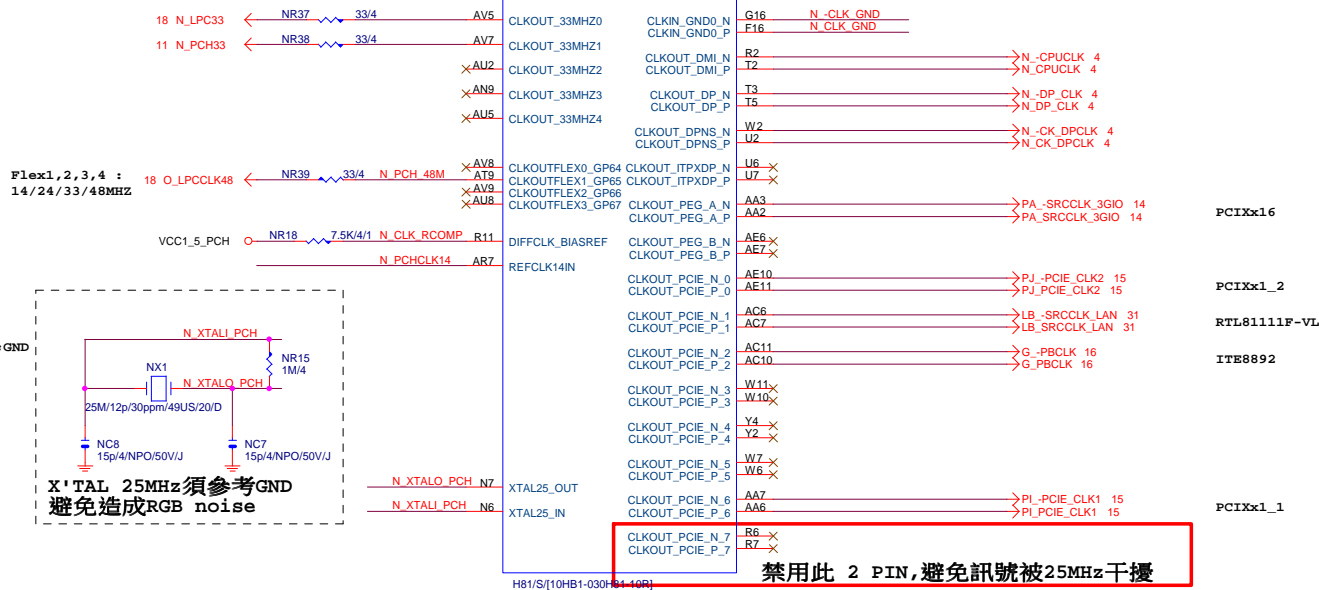 18 N_LPC33 NR37 33/4 AV5 CLKOUT_33MHZ0
11 N_PCH33 NR38 33/4 AV7 CLKOUT_33MHZ1
AU2 CLKOUT_33MHZ2
AN9 CLKOUT_33MHZ3
AU5 CLKOUT_33MHZ4
Flex1,2,3,4 :
14/24/33/48MHZ
AV8 CLKOUTFLEX0_GP64
18 O_LPCCLK48 NR39 33/4 N_PCH_48M AT9 CLKOUTFLEX1_GP65
AV9 CLKOUTFLEX2_GP66
AU8 CLKOUTFLEX3_GP67
VCC1_5_PCH NR18 7.5K/4/1 N_CLK_RCOMP R11 DIFFCLK_BIASREF
N_PCHCLK14 AR7 REFCLK14IN
GND
N_XTALI_PCH
NR15
1M/4
NX1
N_XTALO_PCH
25M/12p/30ppm/49US/20/D
NC8
15p/4/NPO/50V/J
NC7
15p/4/NPO/50V/J
X'TAL 25MHz須參考GND
避免造成RGB noise
N_XTALO_PCH N7 XTAL25_OUT
N_XTALI_PCH N6 XTAL25_IN
CLKIN_GND0_N G16 N_-CLK_GND
CLKIN_GND0_P F16 N_CLK_GND
CLKOUT_DMI_N R2 N_-CPUCLK 4
CLKOUT_DMI_P T2 N_CPUCLK 4
CLKOUT_DP_N T3 N_-DP_CLK 4
CLKOUT_DP_P T5 N_DP_CLK 4
CLKOUT_DPNS_N W2 N_-CK_DPCLK 4
CLKOUT_DPNS_P U2 N_CK_DPCLK 4
CLKOUT_ITPXDP_N U6
CLKOUT_ITPXDP_P U7
CLKOUT_PEG_A_N AA3 PA_-SRCCLK_3GIO 14
CLKOUT_PEG_A_P AA2 PA_SRCCLK_3GIO 14
PCIXx16
CLKOUT_PEG_B_N AE6
CLKOUT_PEG_B_P AE7
CLKOUT_PCIE_N_0 AE10 PJ_-PCIE_CLK2 15
CLKOUT_PCIE_P_0 AE11 PJ_PCIE_CLK2 15
PCIXx1_2
CLKOUT_PCIE_N_1 AC6 LB_-SRCCLK_LAN 31
CLKOUT_PCIE_P_1 AC7 LB_SRCCLK_LAN 31
RTL81111F-VL
CLKOUT_PCIE_N_2 AC11 G_-PBCLK 16
CLKOUT_PCIE_P_2 AC10 G_PBCLK 16
ITE8892
CLKOUT_PCIE_N_3 W11
CLKOUT_PCIE_P_3 W10
CLKOUT_PCIE_N_4 Y4
CLKOUT_PCIE_P_4 Y2
CLKOUT_PCIE_N_5 W7
CLKOUT_PCIE_P_5 W6
CLKOUT_PCIE_N_6 AA7 PI_-PCIE_CLK1 15
CLKOUT_PCIE_P_6 AA6 PI_PCIE_CLK1 15
PCIXx1_1
CLKOUT_PCIE_N_7 R6
CLKOUT_PCIE_P_7 R7
禁用此 2 PIN,避免訊號被25MHz干擾
H81/S/[10HB1-030H81-10R]